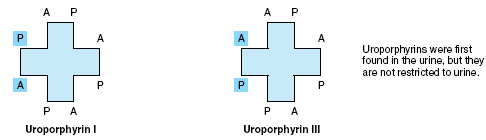 A P
A P
P A
A A
Uroporphyrins were first
found in the urine, but they
are not restricted to urine.
A P
P P
P A
P A
Uroporphyrin I
Uroporphyrin III